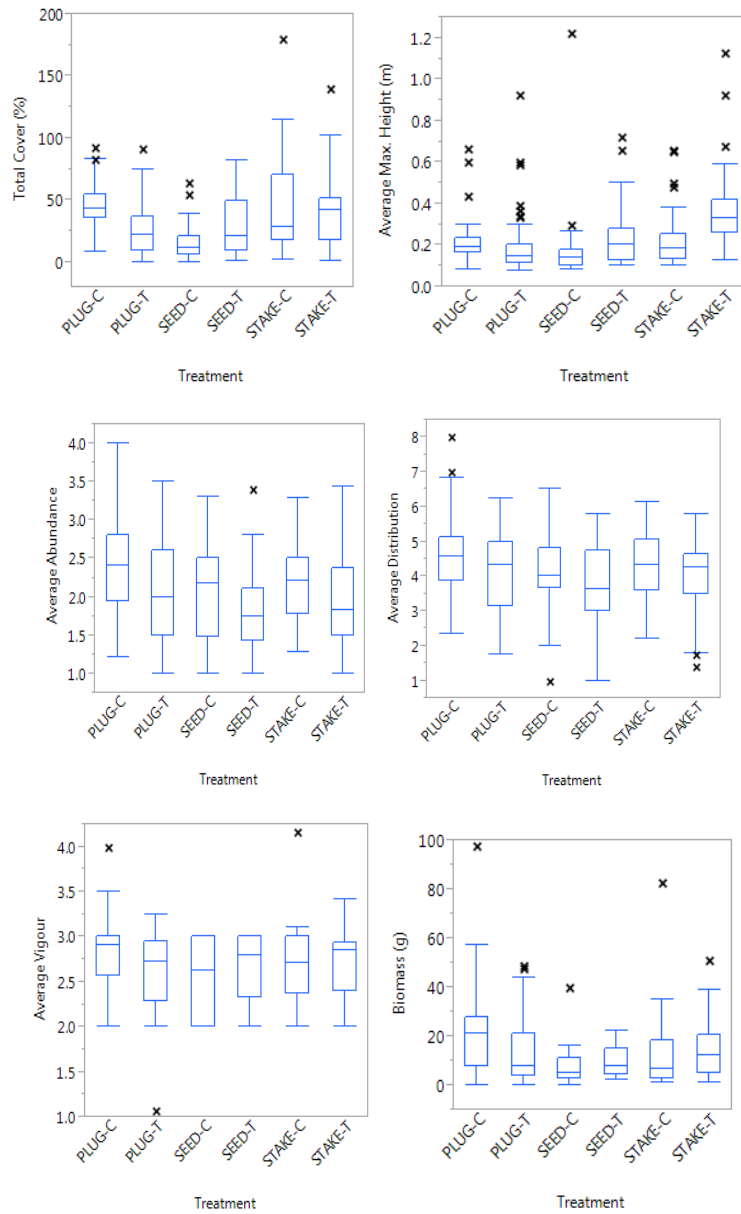 Total Cover (%)
200
150
100
50
0
PLUG-C
PLUG-T
SEED-C
SEED-T
STAKE-C
STAKE-T
Treatment
Average Max. Height (m)
1.2
1.0
0.8
0.6
0.4
0.2
0.0
PLUG-C
PLUG-T
SEED-C
SEED-T
STAKE-C
STAKE-T
Treatment
Average Abundance
4.0
3.5
3.0
2.5
2.0
1.5
1.0
PLUG-C
PLUG-T
SEED-C
SEED-T
STAKE-C
STAKE-T
Treatment
Average Distribution
8
7
6
5
4
3
2
1
PLUG-C
PLUG-T
SEED-C
SEED-T
STAKE-C
STAKE-T
Treatment
Average Vigour
4.0
3.5
3.0
2.5
2.0
1.5
1.0
PLUG-C
PLUG-T
SEED-C
SEED-T
STAKE-C
STAKE-T
Treatment
Biomass (g)
100
80
60
40
20
0
PLUG-C
PLUG-T
SEED-C
SEED-T
STAKE-C
STAKE-T
Treatment